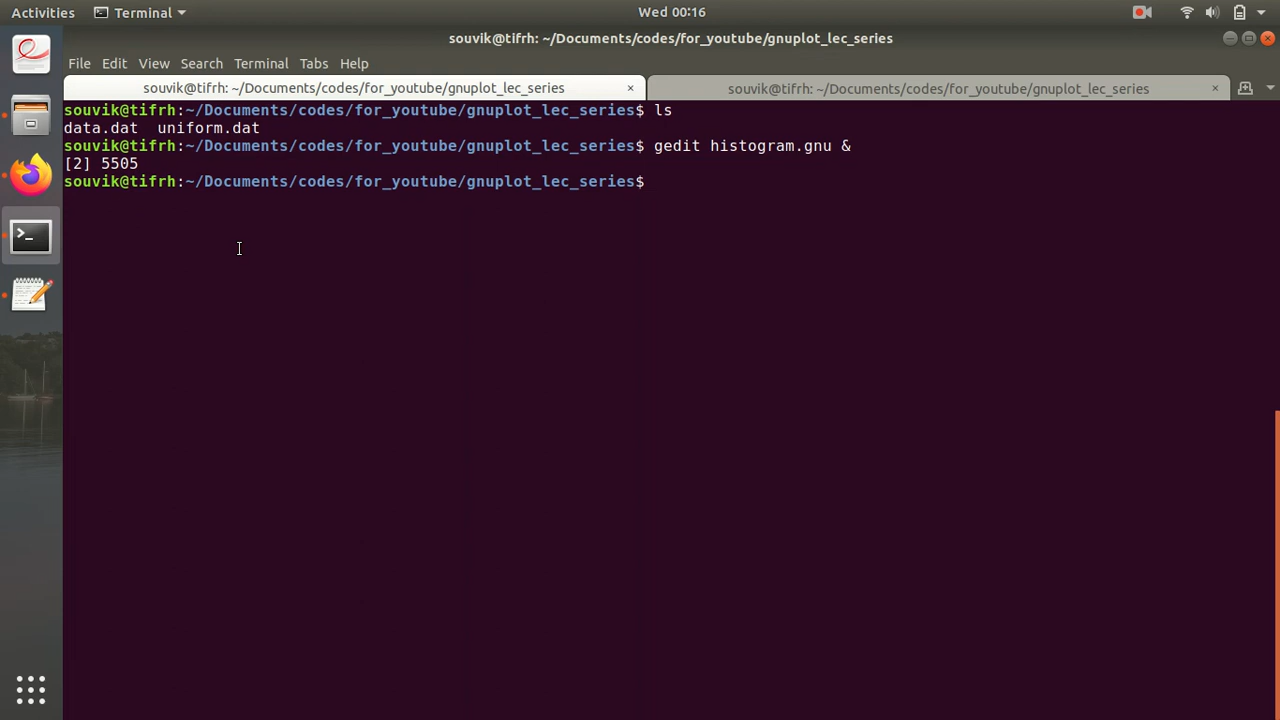 Activities Terminal Wed 00:16
souvik@tifrh: ~/Documents/codes/for_youtube/gnuplot_lec_series
File Edit View Search Terminal Tabs Help
souvik@tifrh: ~/Documents/codes/for_youtube/gnuplot_lec_series × souvik@tifrh: ~/Documents/codes/for_youtube/gnuplot_lec_series ×
souvik@tifrh:~/Documents/codes/for_youtube/gnuplot_lec_series$ ls
data.dat  uniform.dat
souvik@tifrh:~/Documents/codes/for_youtube/gnuplot_lec_series$ gedit histogram.gnu &
[2] 5505
souvik@tifrh:~/Documents/codes/for_youtube/gnuplot_lec_series$